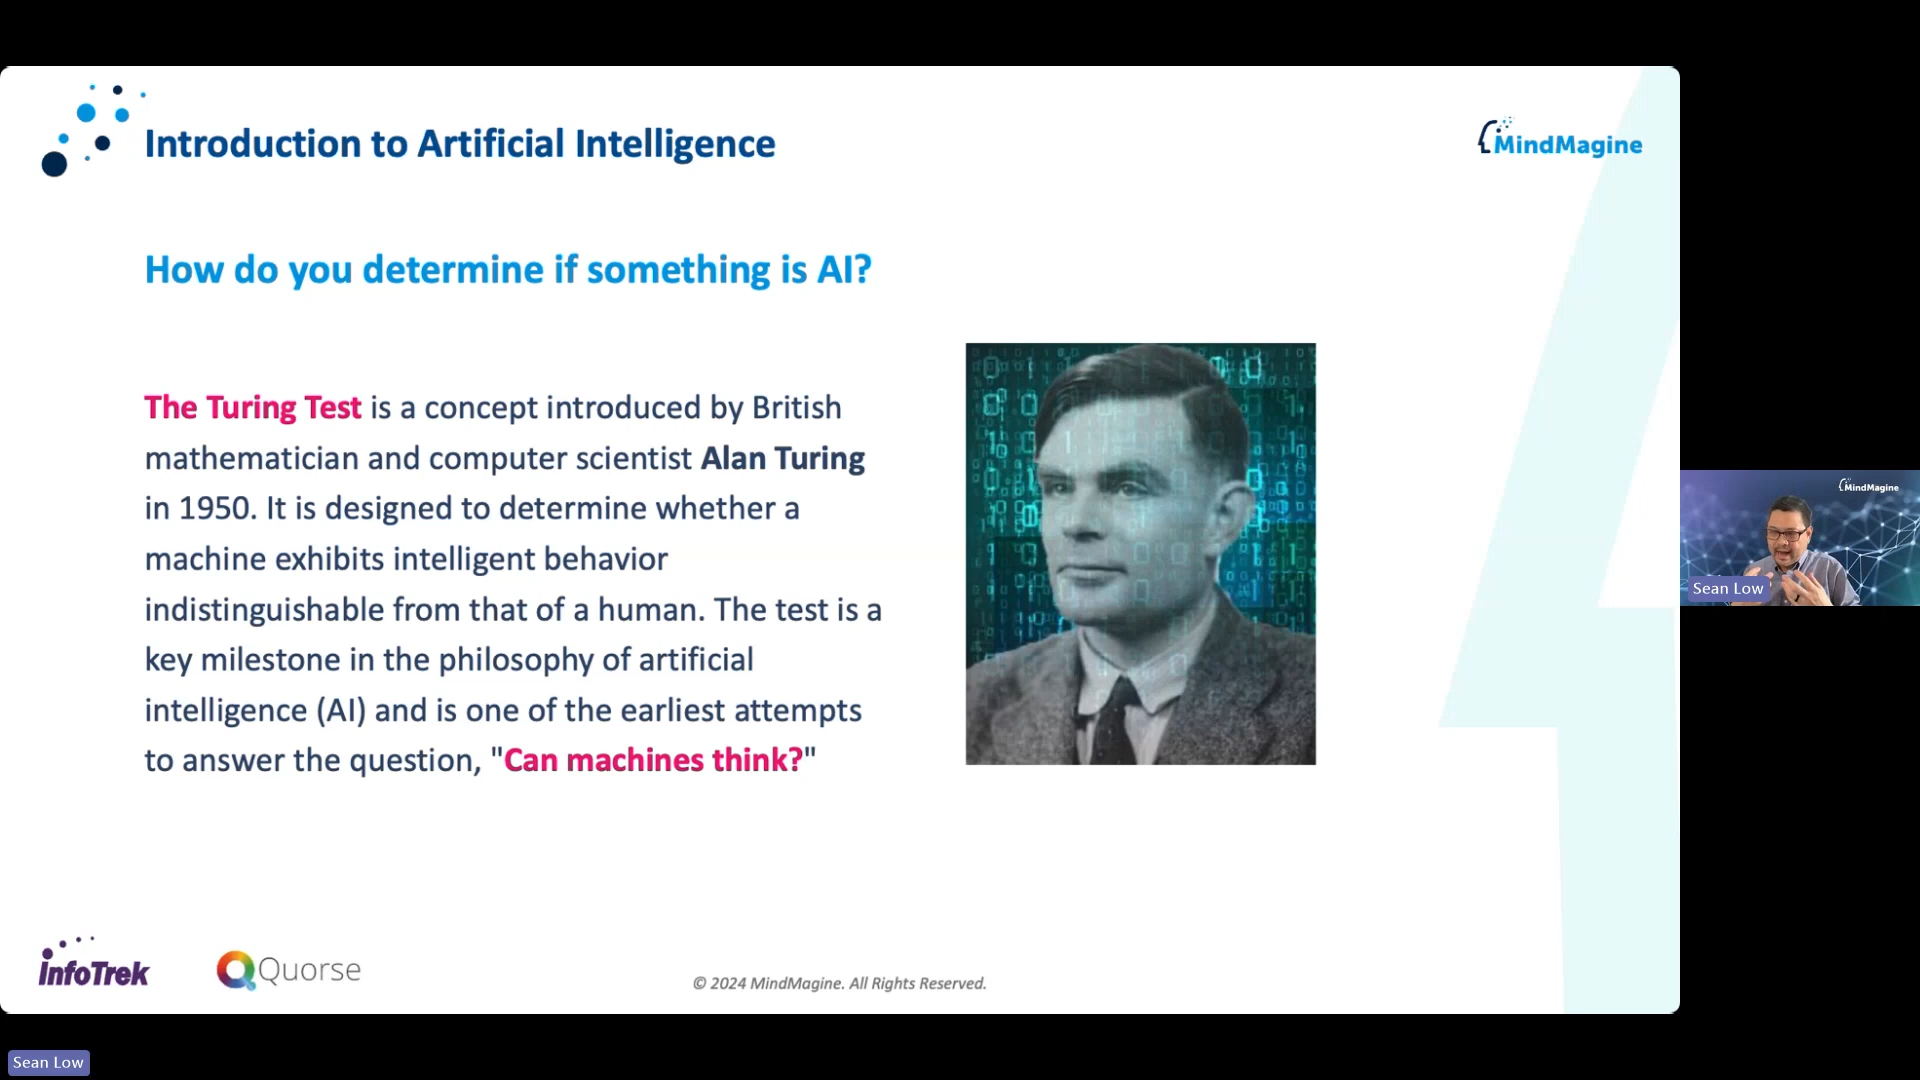 Introduction to Artificial Intelligence
MindMagine
How do you determine if something is AI?
The Turing Test is a concept introduced by British
mathematician and computer scientist Alan Turing
in 1950. It is designed to determine whether a
machine exhibits intelligent behavior
indistinguishable from that of a human. The test is a
key milestone in the philosophy of artificial
intelligence (AI) and is one of the earliest attempts
to answer the question, "Can machines think?"
MindMagine
Sean Low
infoTrek
Quorse
© 2024 MindMagine. All Rights Reserved.
Sean Low